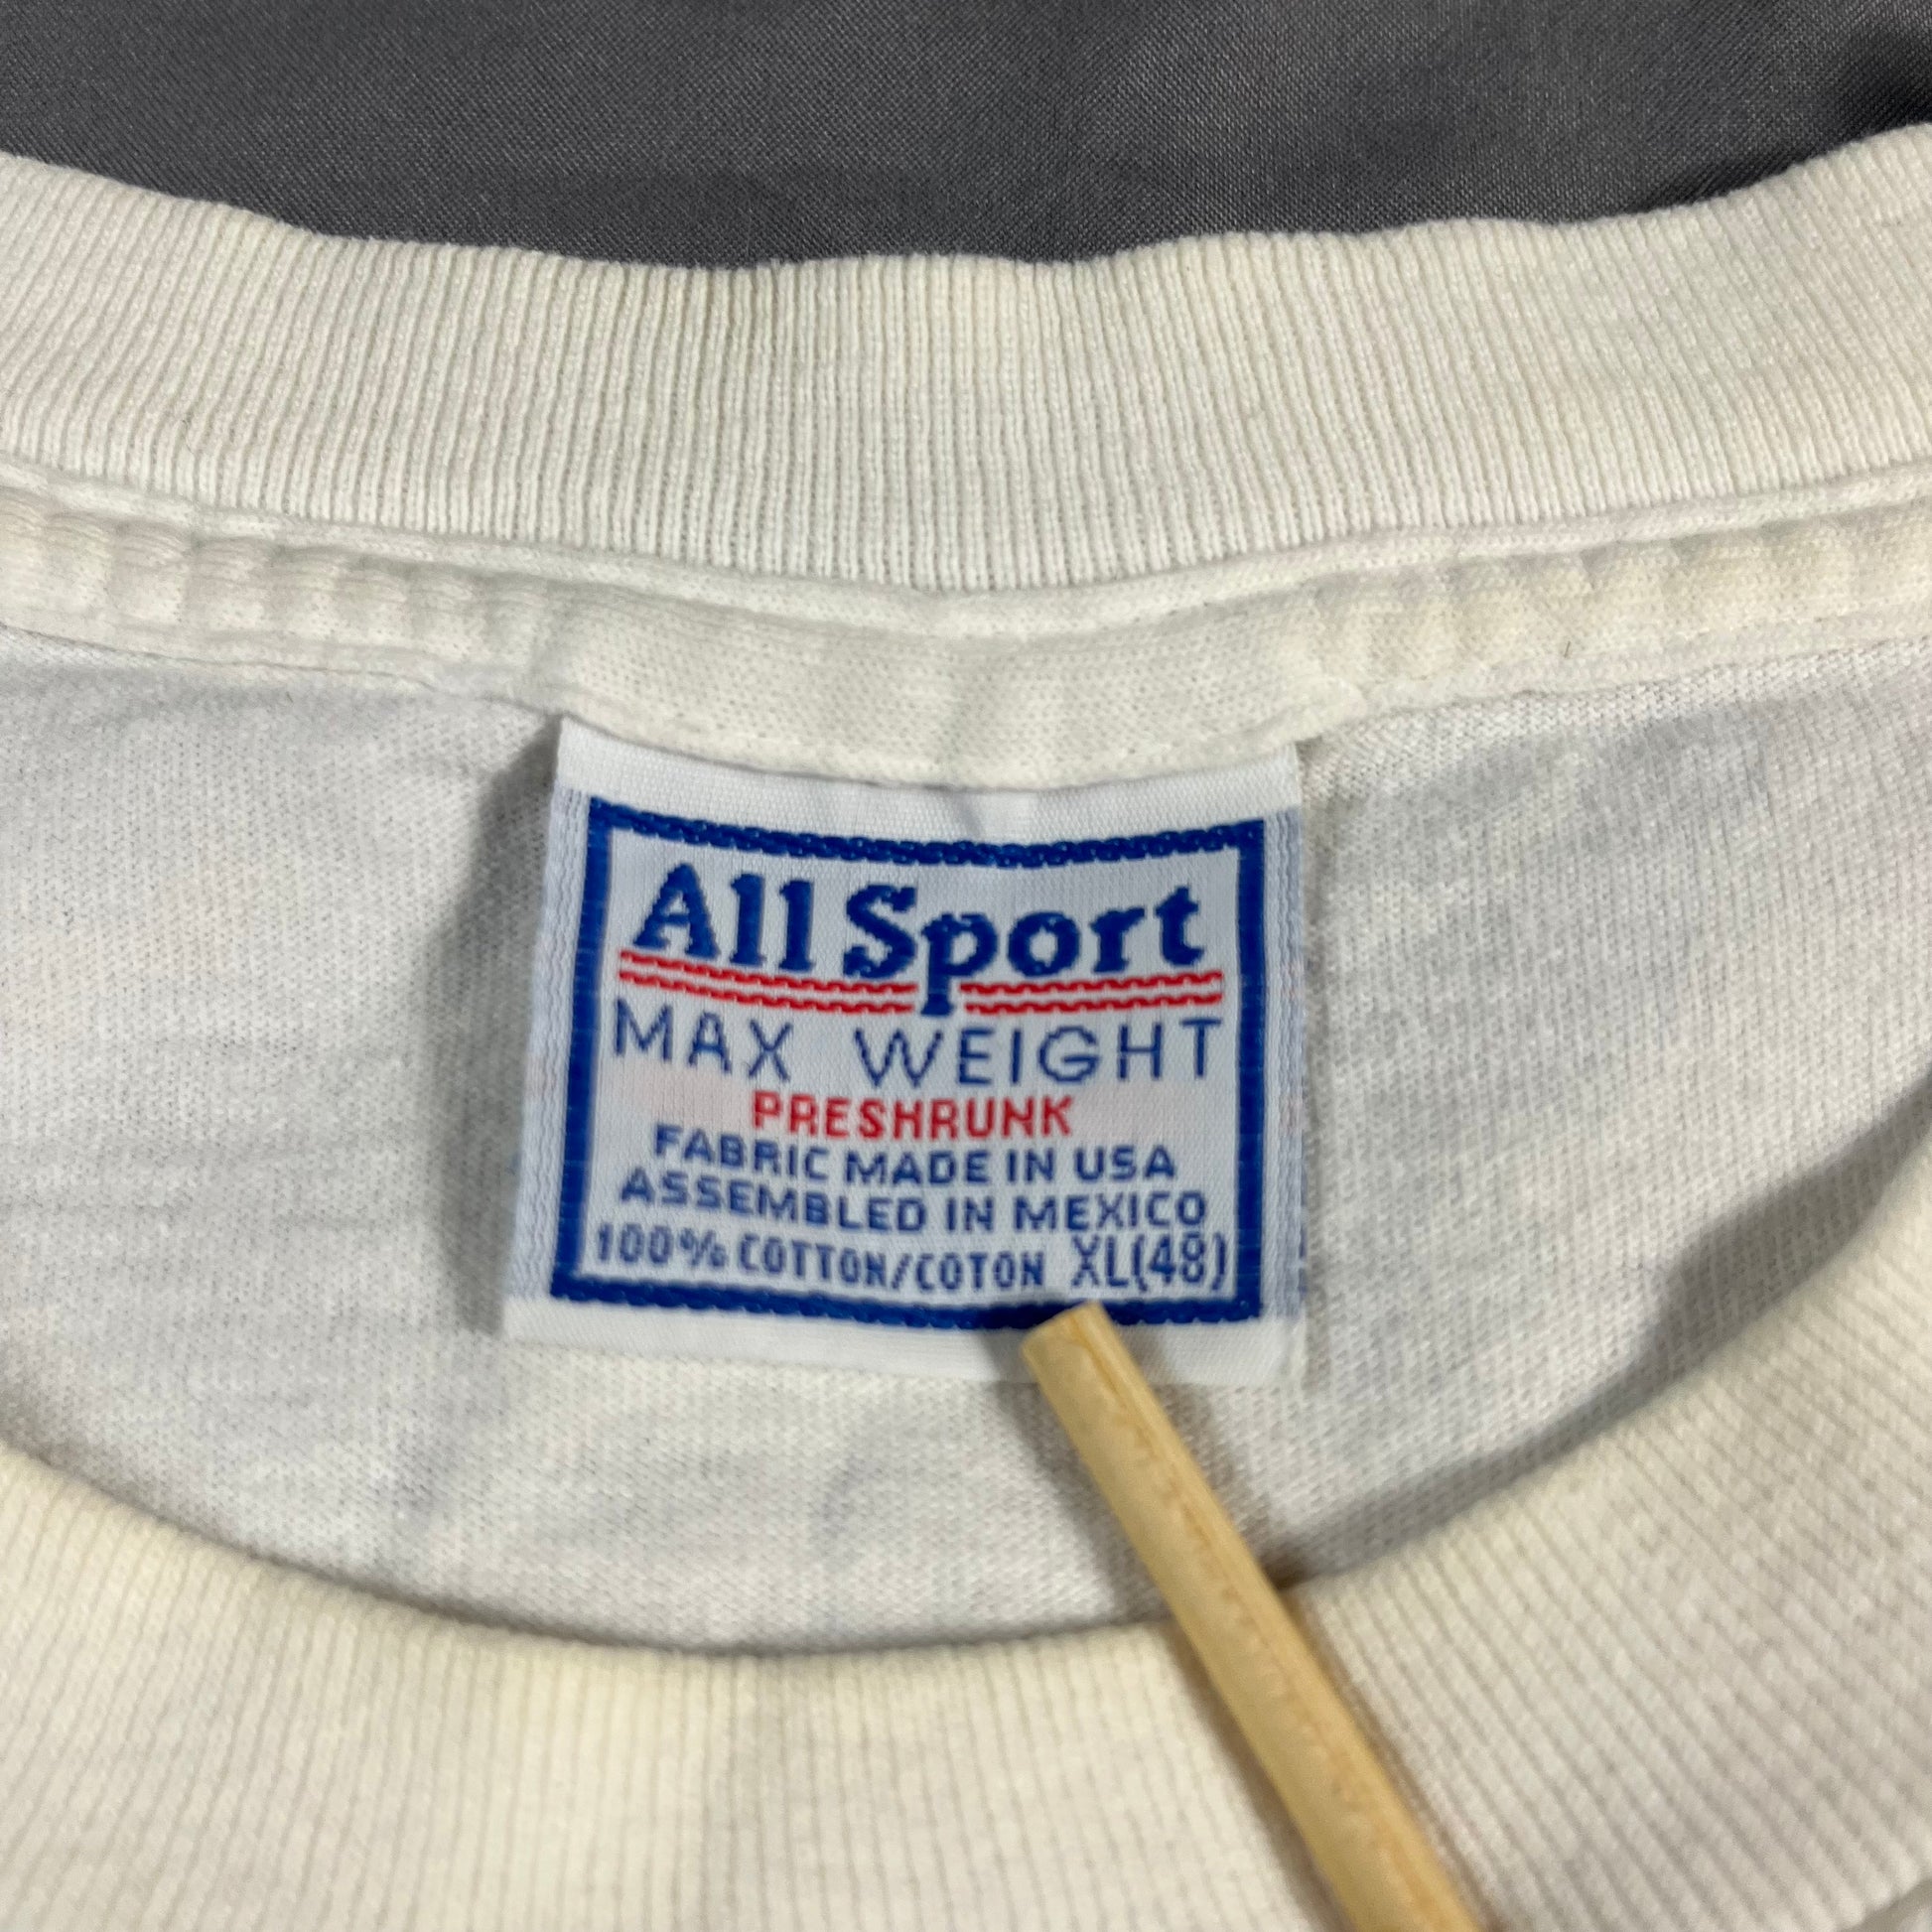 All Sport
MAX WEIGHT
PRESHRUNK
FABRIC MADE IN USA
ASSEMBLED IN MEXICO
100% COTTON/COTON XL(48)